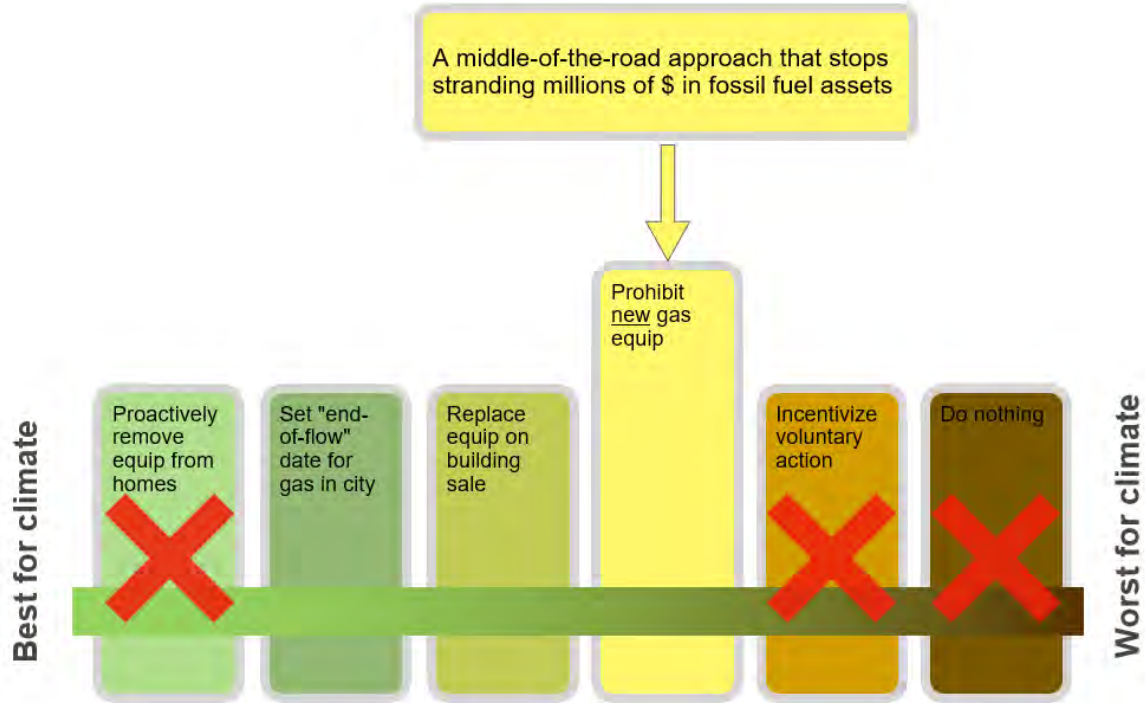 A middle-of-the-road approach that stops
stranding millions of $ in fossil fuel assets
Prohibit
new gas
equip
Proactively
remove
equip from
homes
Set "end-
of-flow"
date for
gas in city
Replace
equip on
building
sale
Incentivize
voluntary
action
Do nothing
Best for climate
Worst for climate